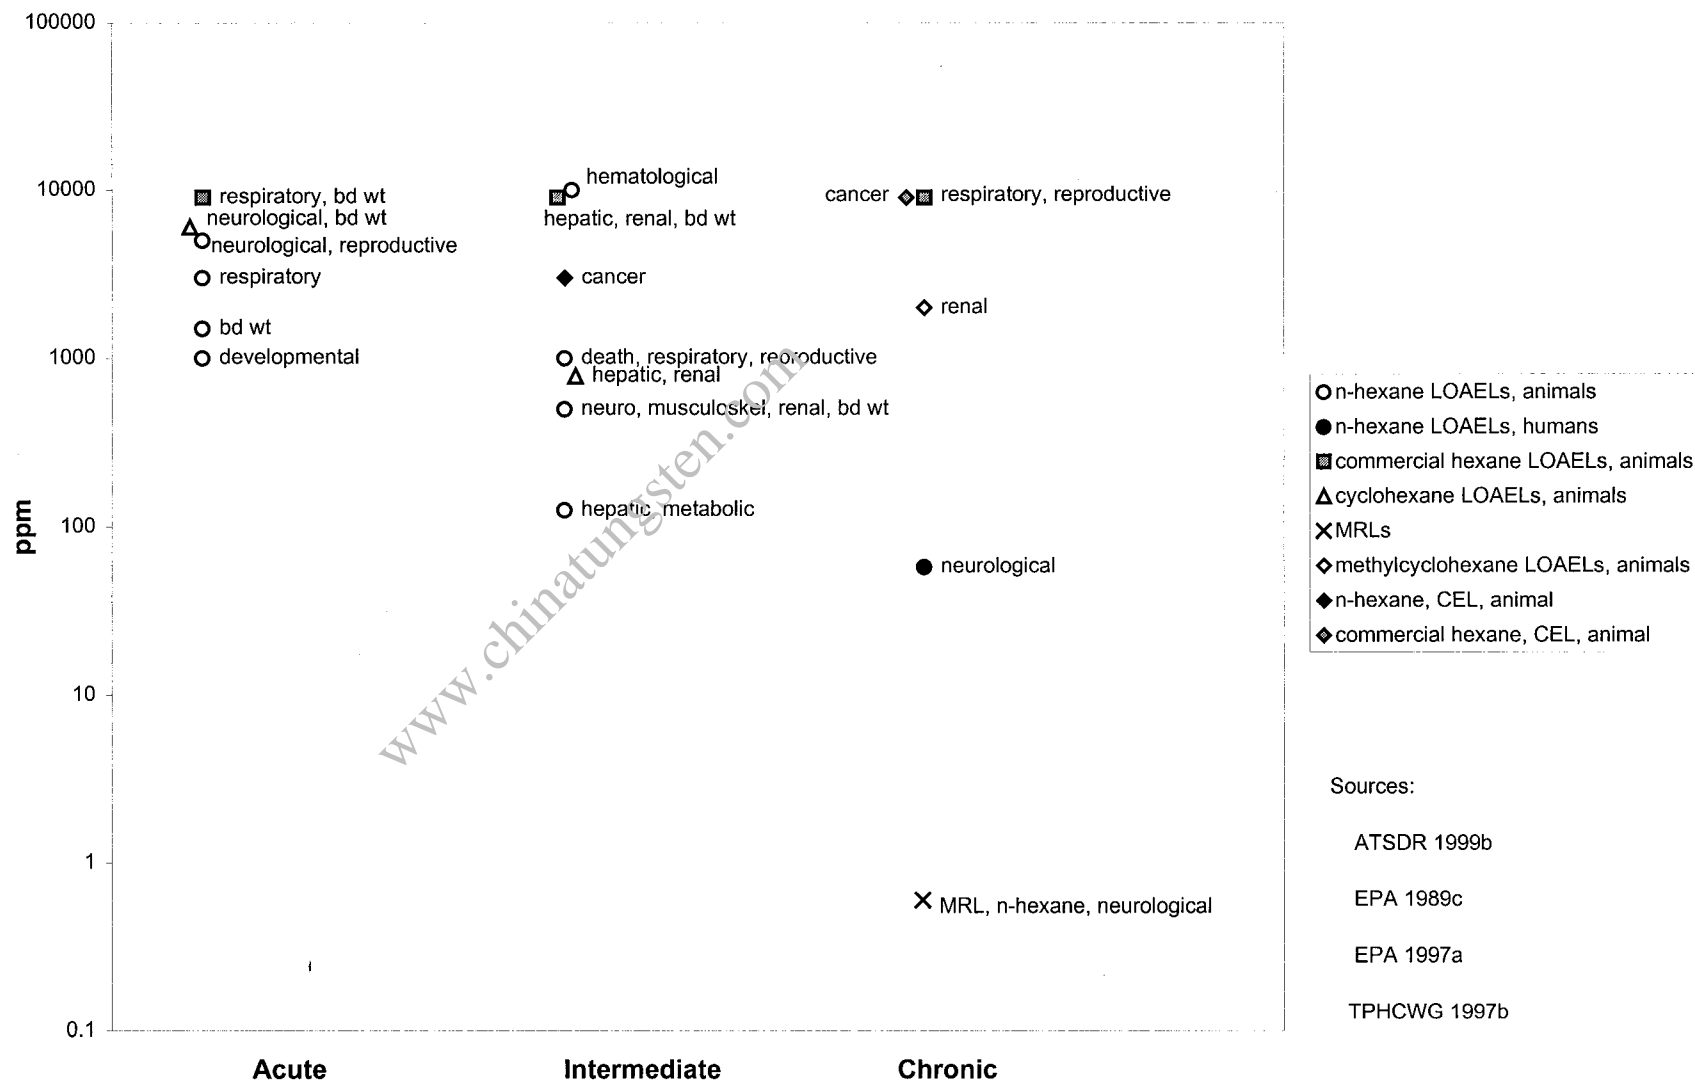 100000
10000
1000
100
10
1
0.1
ppm
respiratory, bd wt
neurological, bd wt
neurological, reproductive
respiratory
bd wt
developmental
hematological
hepatic, renal, bd wt
cancer
death, respiratory, reproductive
hepatic, renal
neuro, musculoskel, renal, bd wt
hepatic, metabolic
cancer
respiratory, reproductive
renal
neurological
MRL, n-hexane, neurological
Acute
Intermediate
Chronic
n-hexane LOAELs, animals
n-hexane LOAELs, humans
commercial hexane LOAELs, animals
cyclohexane LOAELs, animals
MRLs
methylcyclohexane LOAELs, animals
n-hexane, CEL, animal
commercial hexane, CEL, animal
Sources:
ATSDR 1999b
EPA 1989c
EPA 1997a
TPHCWG 1997b
www.chinatungsten.com